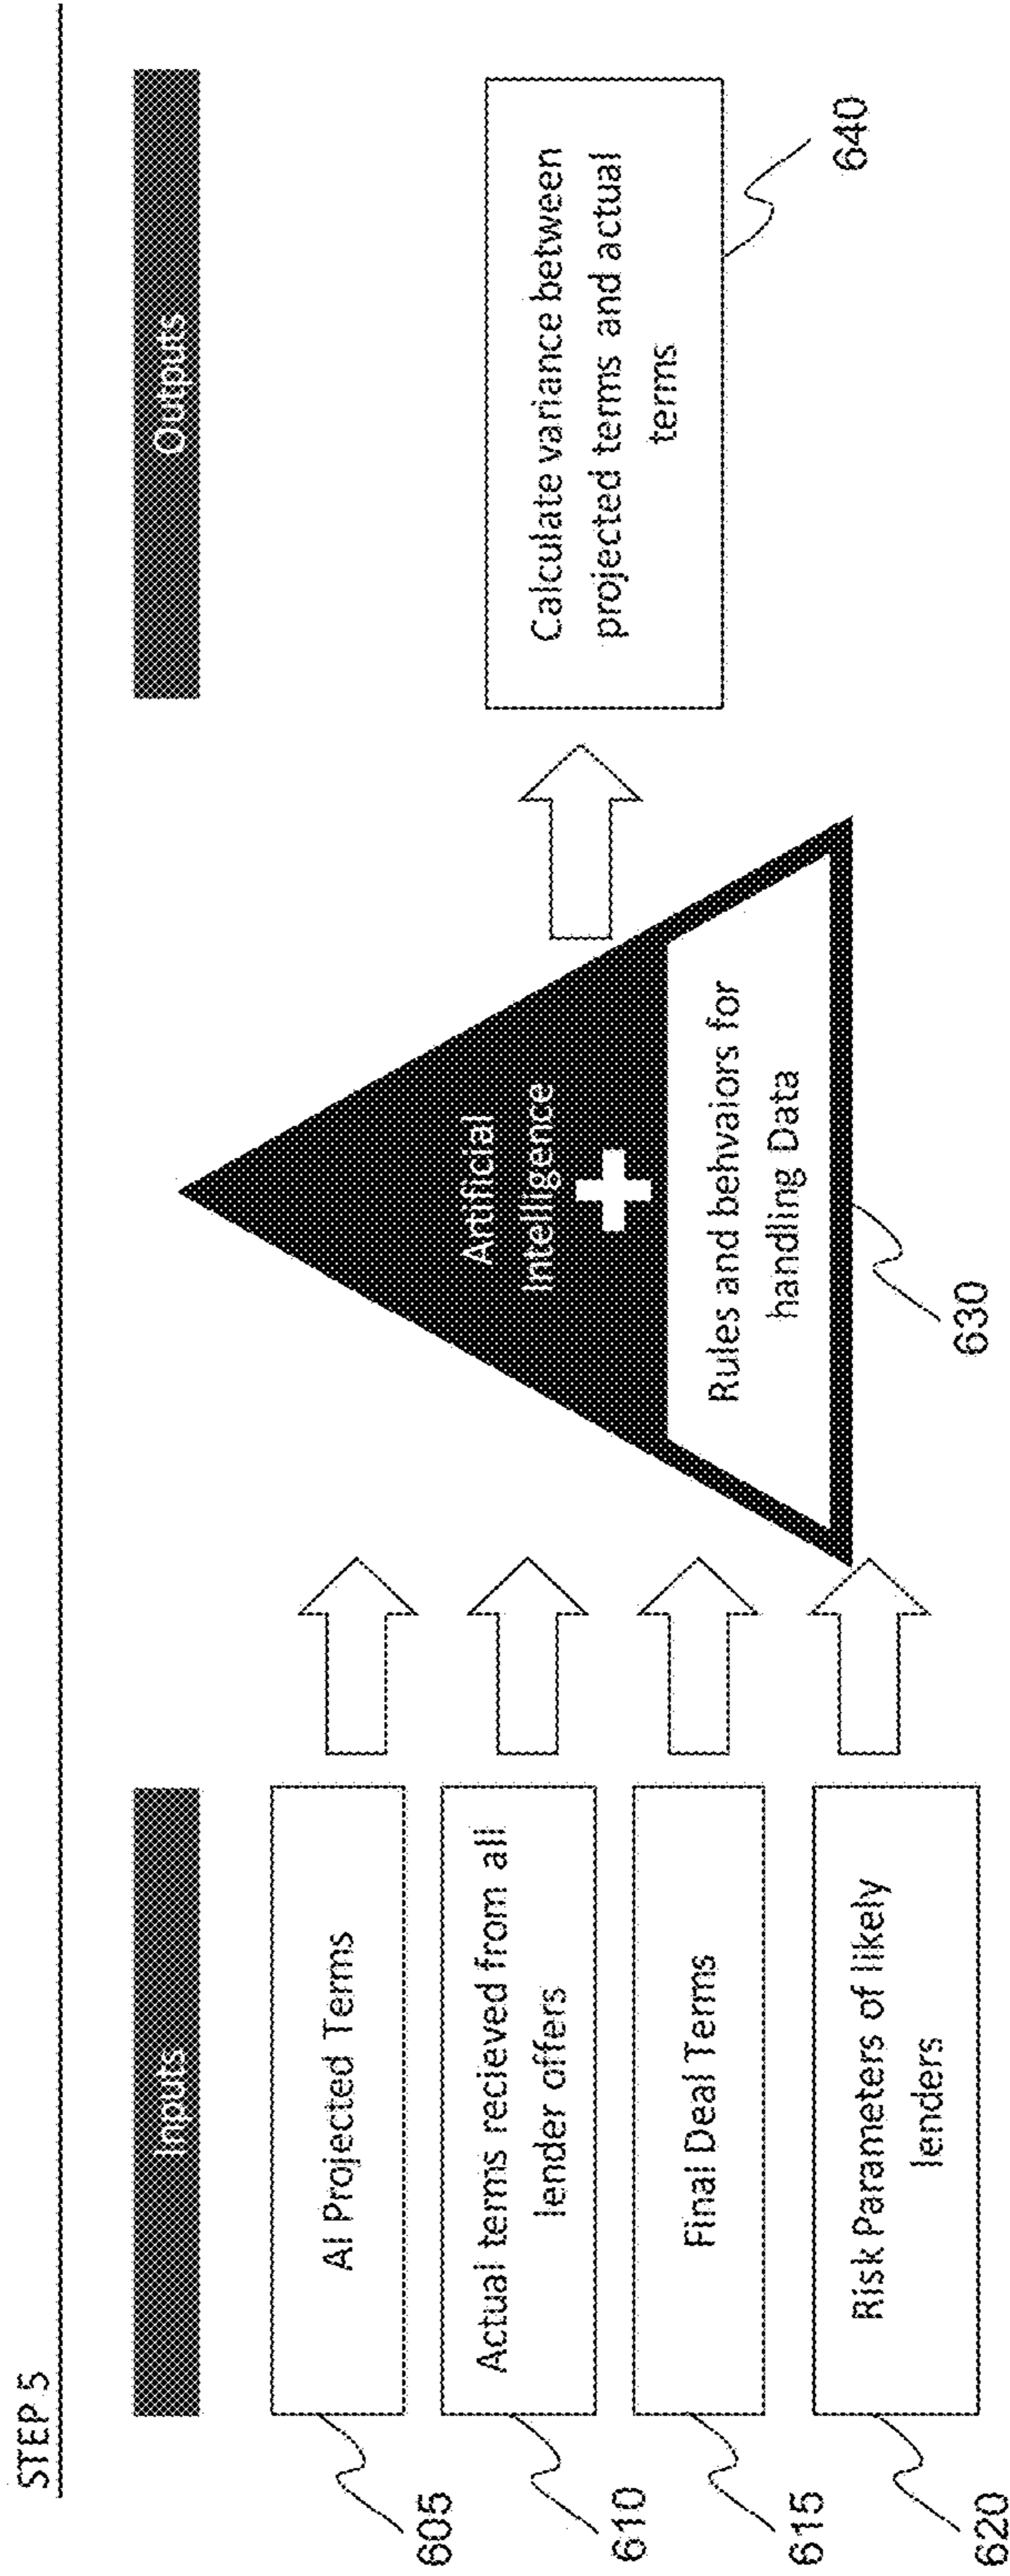 STEP 5
Inputs
Outputs
AI Projected Terms
605
Actual terms recieved from all
lender offers
610
Final Deal Terms
615
Risk Parameters of likely
lenders
620
Artificial
Intelligence
Rules and behvaiors for
handling Data
630
Calculate variance between
projected terms and actual
terms
640